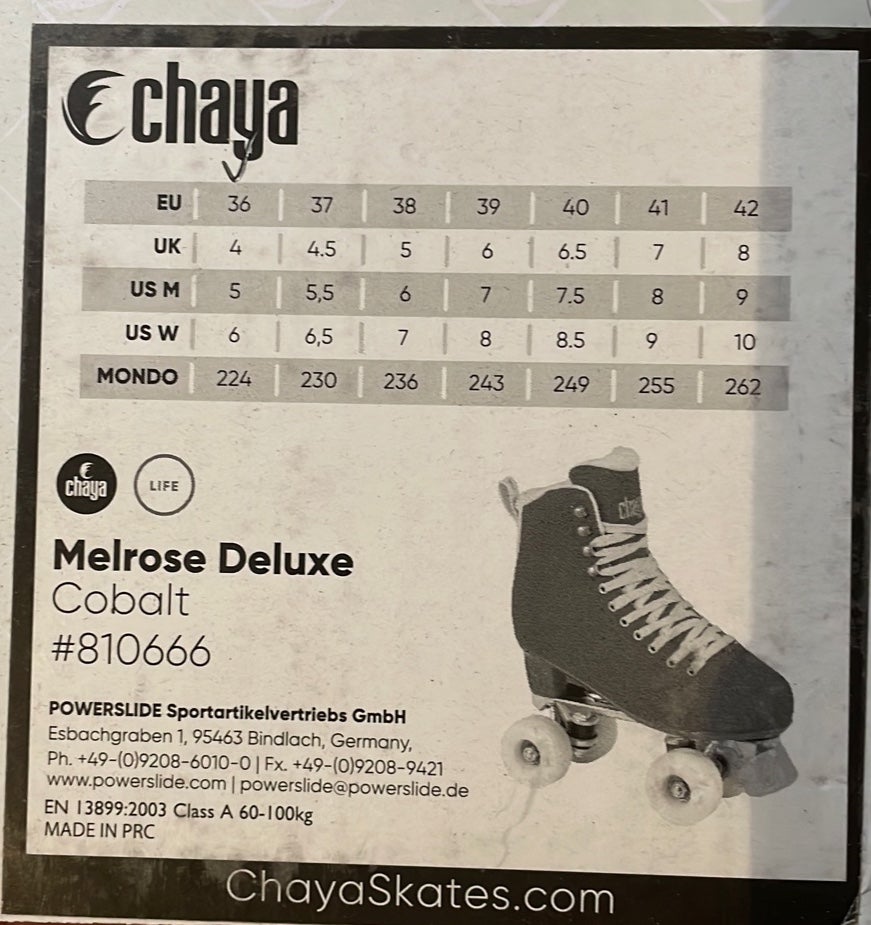 chaya
EU 36 37 38 39 40 41 42
UK 4 4.5 5 6 6.5 7 8
US M 5 5,5 6 7 7.5 8 9
US W 6 6,5 7 8 8.5 9 10
MONDO 224 230 236 243 249 255 262
chaya LIFE
chaya
Melrose Deluxe
Cobalt
#810666
POWERSLIDE Sportartikelvertriebs GmbH
Esbachgraben 1, 95463 Bindlach, Germany,
Ph. +49-(0)9208-6010-0 | Fx. +49-(0)9208-9421
www.powerslide.com | powerslide@powerslide.de
EN 13899:2003 Class A 60-100kg
MADE IN PRC
ChayaSkates.com